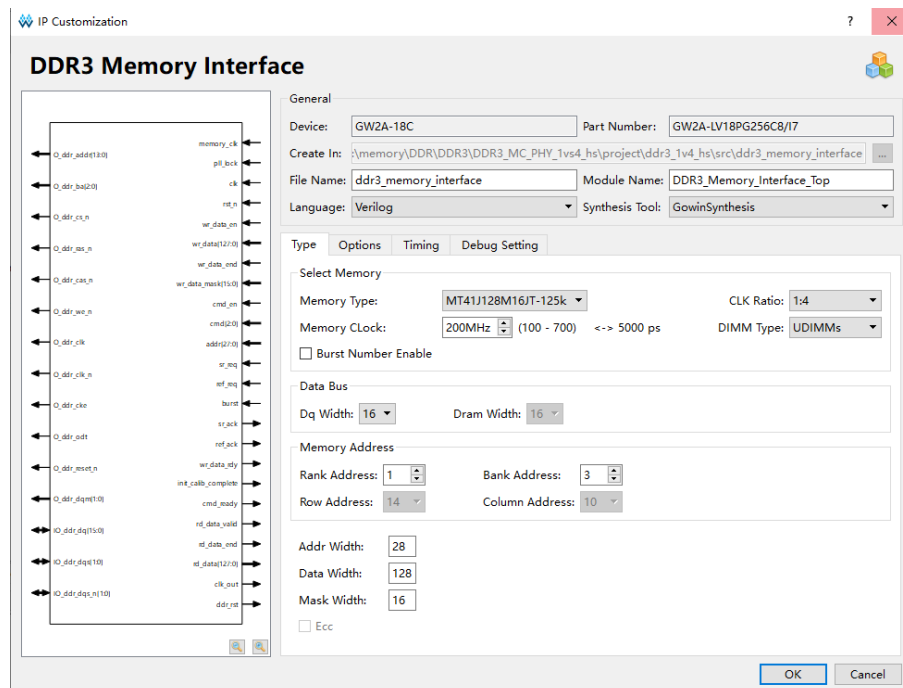 IP Customization
?
DDR3 Memory Interface
O_ddr_addr(13:0)
O_ddr_ba(2:0)
O_ddr_cs_n
O_ddr_ras_n
O_ddr_cas_n
O_ddr_we_n
O_ddr_clk
O_ddr_clk_n
O_ddr_cke
O_ddr_odt
O_ddr_reset_n
O_ddr_dqm(1:0)
IO_ddr_dq(15:0)
IO_ddr_dqs(1:0)
IO_ddr_dqs_n(1:0)
memory_clk
pll_lock
clk
rst_n
wr_data_en
wr_data(127:0)
wr_data_end
wr_data_mask(15:0)
cmd_en
cmd(2:0)
addr(27:0)
sr_req
ref_req
burst
sr_ack
ref_ack
wr_data_rdy
init_calib_complete
cmd_ready
rd_data_valid
rd_data_end
rd_data(127:0)
clk_out
ddr_rst
General
Device: GW2A-18C Part Number: GW2A-LV18PG256C8/I7
Create In: :\memory\DDR\DDR3\DDR3_MC_PHY_1vs4_hs\project\ddr3_1v4_hs\src\ddr3_memory_interface ...
File Name: ddr3_memory_interface Module Name: DDR3_Memory_Interface_Top
Language: Verilog Synthesis Tool: GowinSynthesis
Type Options Timing Debug Setting
Select Memory
Memory Type: MT41J128M16JT-125k CLK Ratio: 1:4
Memory CLock: 200MHz (100 - 700) <-> 5000 ps DIMM Type: UDIMMs
Burst Number Enable
Data Bus
Dq Width: 16 Dram Width: 16
Memory Address
Rank Address: 1 Bank Address: 3
Row Address: 14 Column Address: 10
Addr Width: 28
Data Width: 128
Mask Width: 16
Ecc
OK Cancel